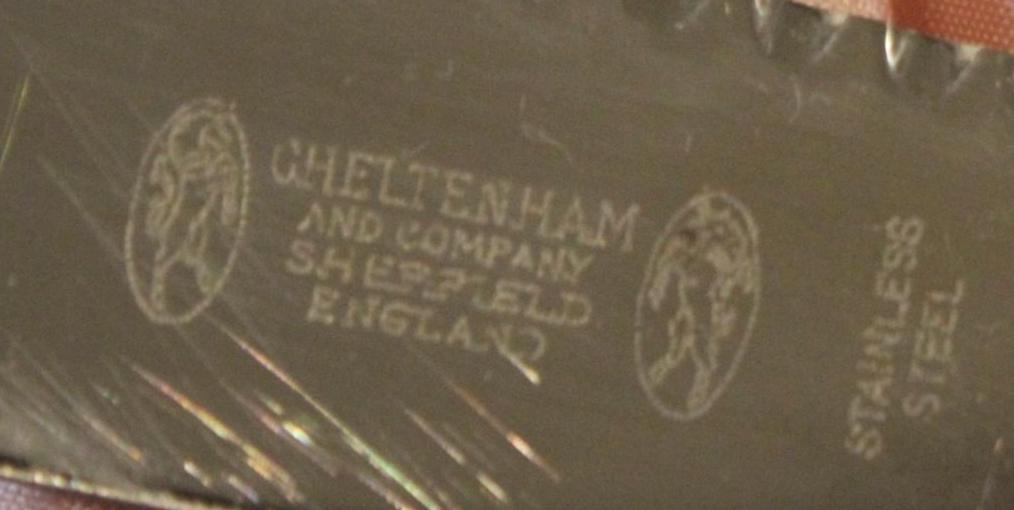 CHELTENHAM
AND COMPANY
SHEFFIELD
ENGLAND
STAINLESS
STEEL